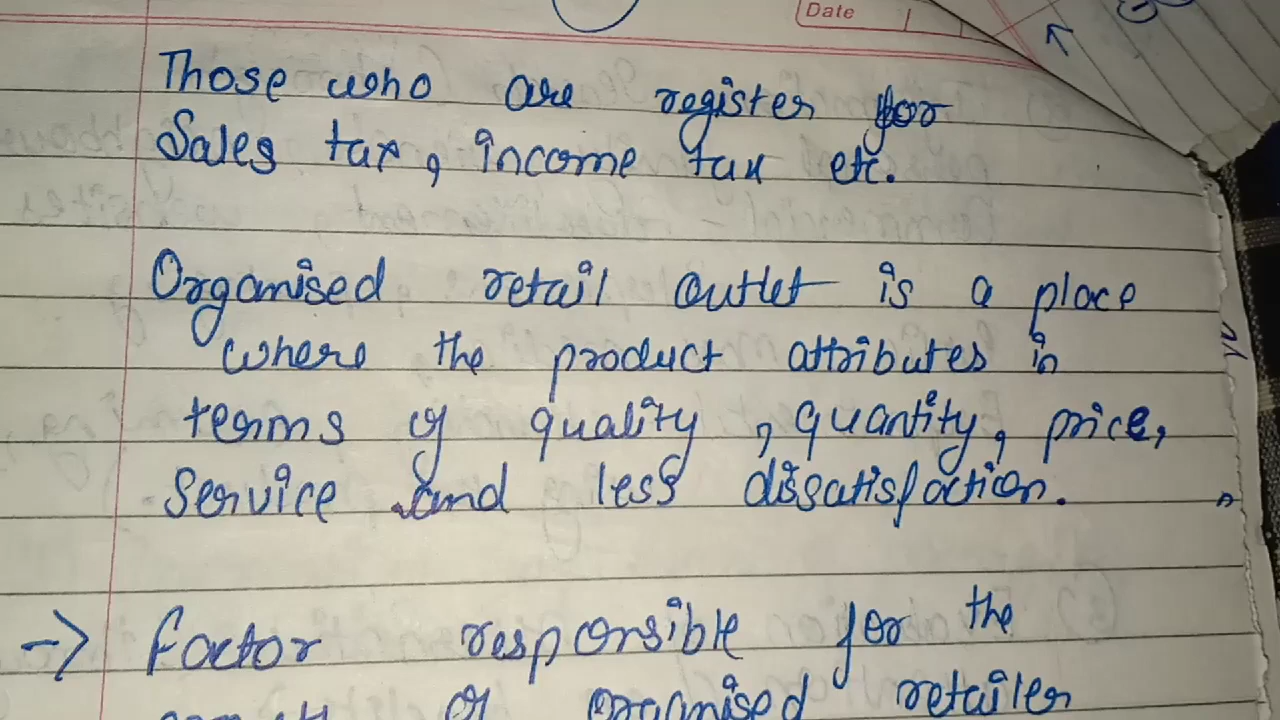 Date
Those who are register for
Sales tax, income tax etc.
Organised retail outlet is a place
where the product attributes in
terms of quality, quantity, price,
Service and less disatisfaction.
→ factor responsible for the
of organised retailer